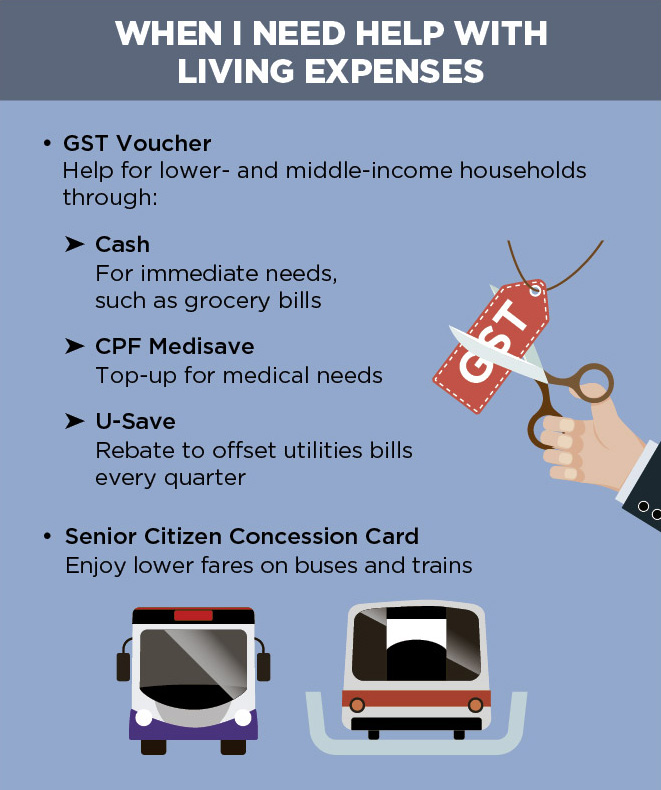 WHEN I NEED HELP WITH
LIVING EXPENSES
• GST Voucher
Help for lower- and middle-income households
through:
➤ Cash
For immediate needs,
such as grocery bills
➤ CPF Medisave
Top-up for medical needs
➤ U-Save
Rebate to offset utilities bills
every quarter
GST
• Senior Citizen Concession Card
Enjoy lower fares on buses and trains